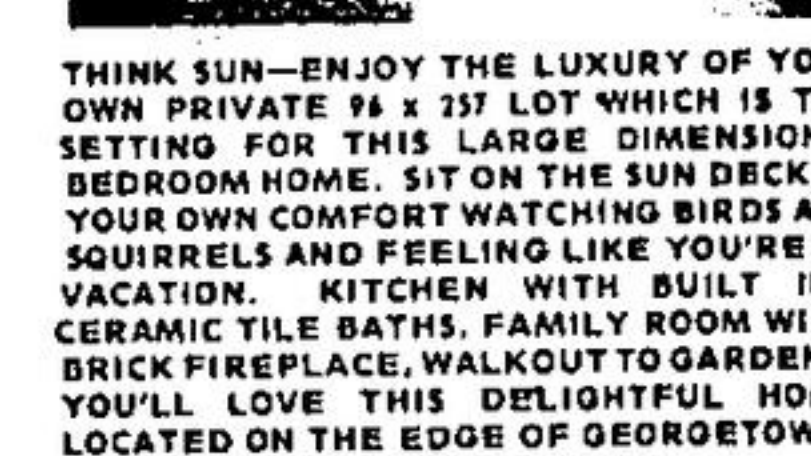 THINK SUN—ENJOY THE LUXURY OF YO
OWN PRIVATE 96 x 257 LOT WHICH IS T
SETTING FOR THIS LARGE DIMENSION
BEDROOM HOME. SIT ON THE SUN DECK
YOUR OWN COMFORT WATCHING BIRDS A
SQUIRRELS AND FEELING LIKE YOU'RE
VACATION. KITCHEN WITH BUILT I
CERAMIC TILE BATHS, FAMILY ROOM WI
BRICK FIREPLACE, WALKOUT TO GARDEN
YOU'LL LOVE THIS DELIGHTFUL HO
LOCATED ON THE EDGE OF GEORGETOW